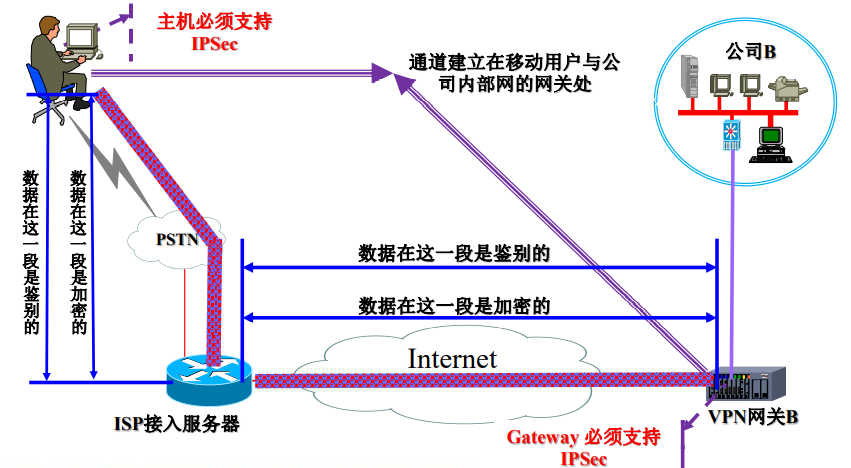 主机必须支持
IPSec
通道建立在移动用户与公
司内部网的网关处
公司B
数据在这一段是鉴别的
数据在这一段是加密的
PSTN
数据在这一段是鉴别的
数据在这一段是加密的
Internet
ISP接入服务器
VPN网关B
Gateway 必须支持
IPSec